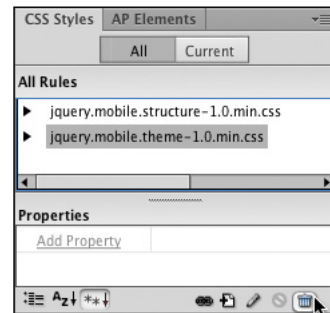 CSS Styles AP Elements
All Current
All Rules
jquery.mobile.structure-1.0.min.css
jquery.mobile.theme-1.0.min.css
Properties
Add Property
Az↓ **↓